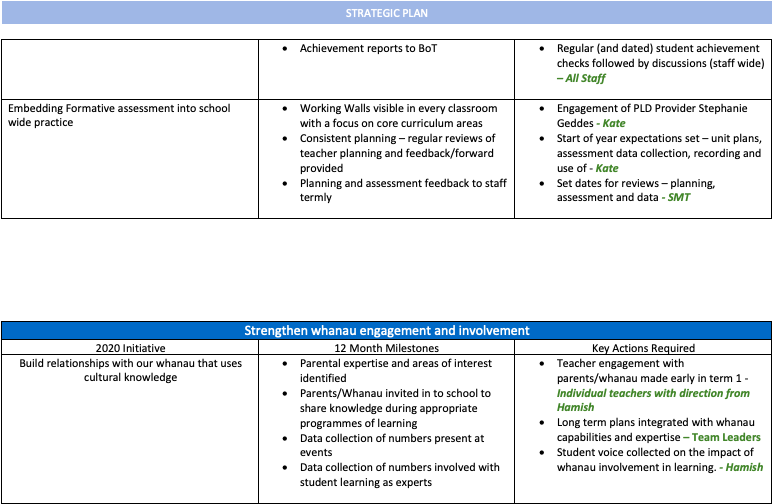 STRATEGIC PLAN
• Achievement reports to BoT
• Regular (and dated) student achievement
checks followed by discussions (staff wide)
– All Staff
Embedding Formative assessment into school
wide practice
• Working Walls visible in every classroom
with a focus on core curriculum areas
• Consistent planning – regular reviews of
teacher planning and feedback/forward
provided
• Planning and assessment feedback to staff
termly
• Engagement of PLD Provider Stephanie
Geddes - Kate
• Start of year expectations set – unit plans,
assessment data collection, recording and
use of - Kate
• Set dates for reviews – planning,
assessment and data - SMT
Strengthen whanau engagement and involvement
2020 Initiative
12 Month Milestones
Key Actions Required
Build relationships with our whanau that uses
cultural knowledge
• Parental expertise and areas of interest
identified
• Parents/Whanau invited in to school to
share knowledge during appropriate
programmes of learning
• Data collection of numbers present at
events
• Data collection of numbers involved with
student learning as experts
• Teacher engagement with
parents/whanau made early in term 1 -
Individual teachers with direction from
Hamish
• Long term plans integrated with whanau
capabilities and expertise – Team Leaders
• Student voice collected on the impact of
whanau involvement in learning. - Hamish